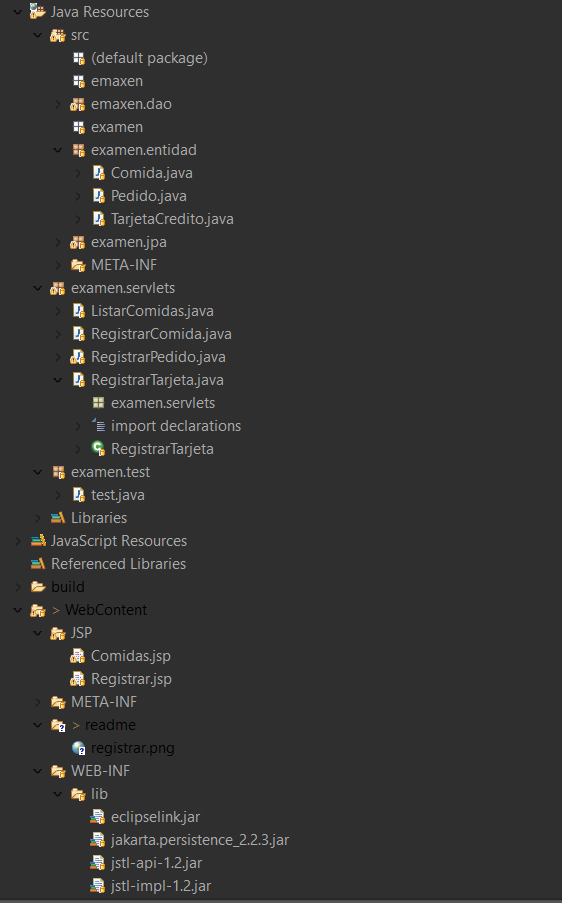 Java Resources
src
(default package)
emaxen
emaxen.dao
examen
examen.entidad
Comida.java
Pedido.java
TarjetaCredito.java
examen.jpa
META-INF
examen.servlets
ListarComidas.java
RegistrarComida.java
RegistrarPedido.java
RegistrarTarjeta.java
examen.servlets
import declarations
RegistrarTarjeta
examen.test
test.java
Libraries
JavaScript Resources
Referenced Libraries
build
> WebContent
JSP
Comidas.jsp
Registrar.jsp
META-INF
> readme
registrar.png
WEB-INF
lib
eclipselink.jar
jakarta.persistence_2.2.3.jar
jstl-api-1.2.jar
jstl-impl-1.2.jar